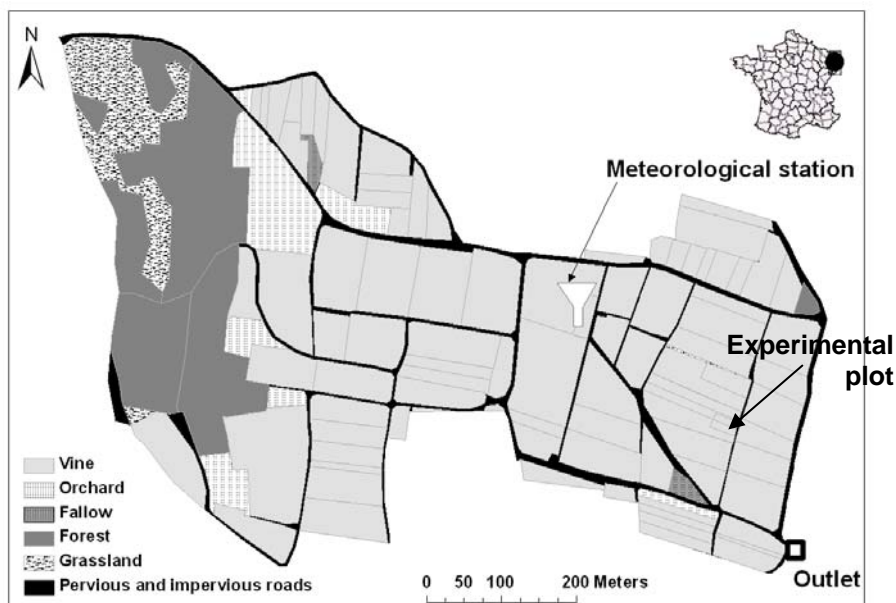 N
Meteorological station
Experimental
plot
Vine
Orchard
Fallow
Forest
Grassland
Pervious and impervious roads
0 50 100 200 Meters
Outlet